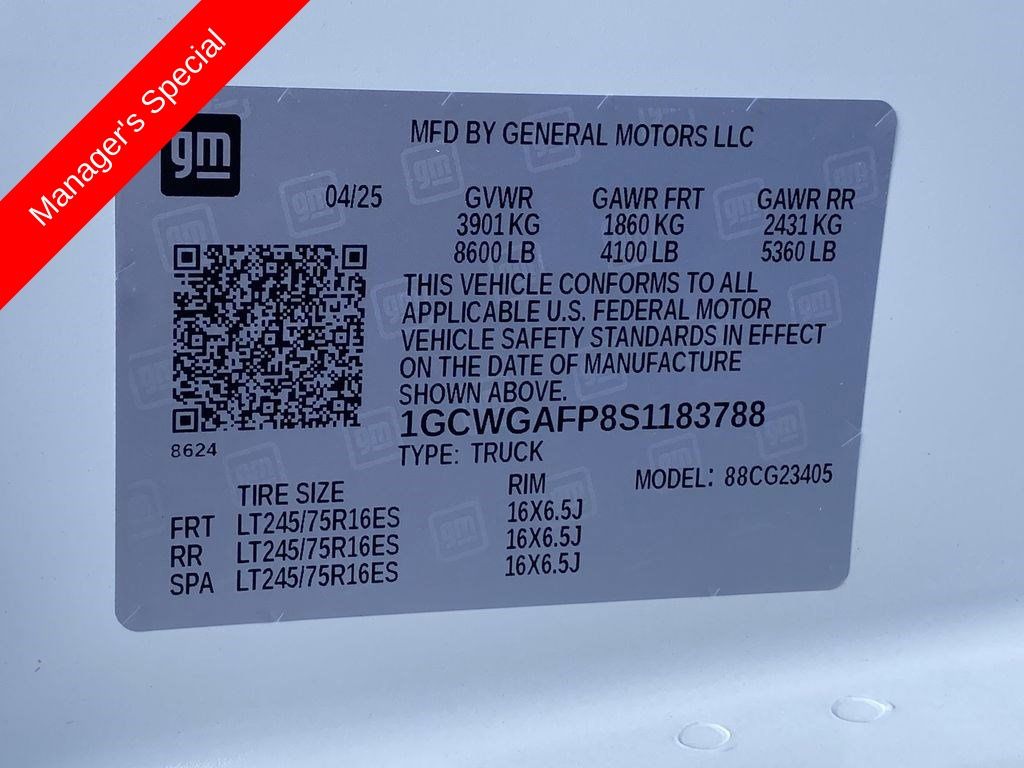 Manager's Special
gm
MFD BY GENERAL MOTORS LLC
04/25 GVWR GAWR FRT GAWR RR
3901 KG 1860 KG 2431 KG
8600 LB 4100 LB 5360 LB
THIS VEHICLE CONFORMS TO ALL
APPLICABLE U.S. FEDERAL MOTOR
VEHICLE SAFETY STANDARDS IN EFFECT
ON THE DATE OF MANUFACTURE
SHOWN ABOVE.
1GCWGAFP8S1183788
8624
TYPE: TRUCK
MODEL: 88CG23405
TIRE SIZE RIM
FRT LT245/75R16ES 16X6.5J
RR LT245/75R16ES 16X6.5J
SPA LT245/75R16ES 16X6.5J